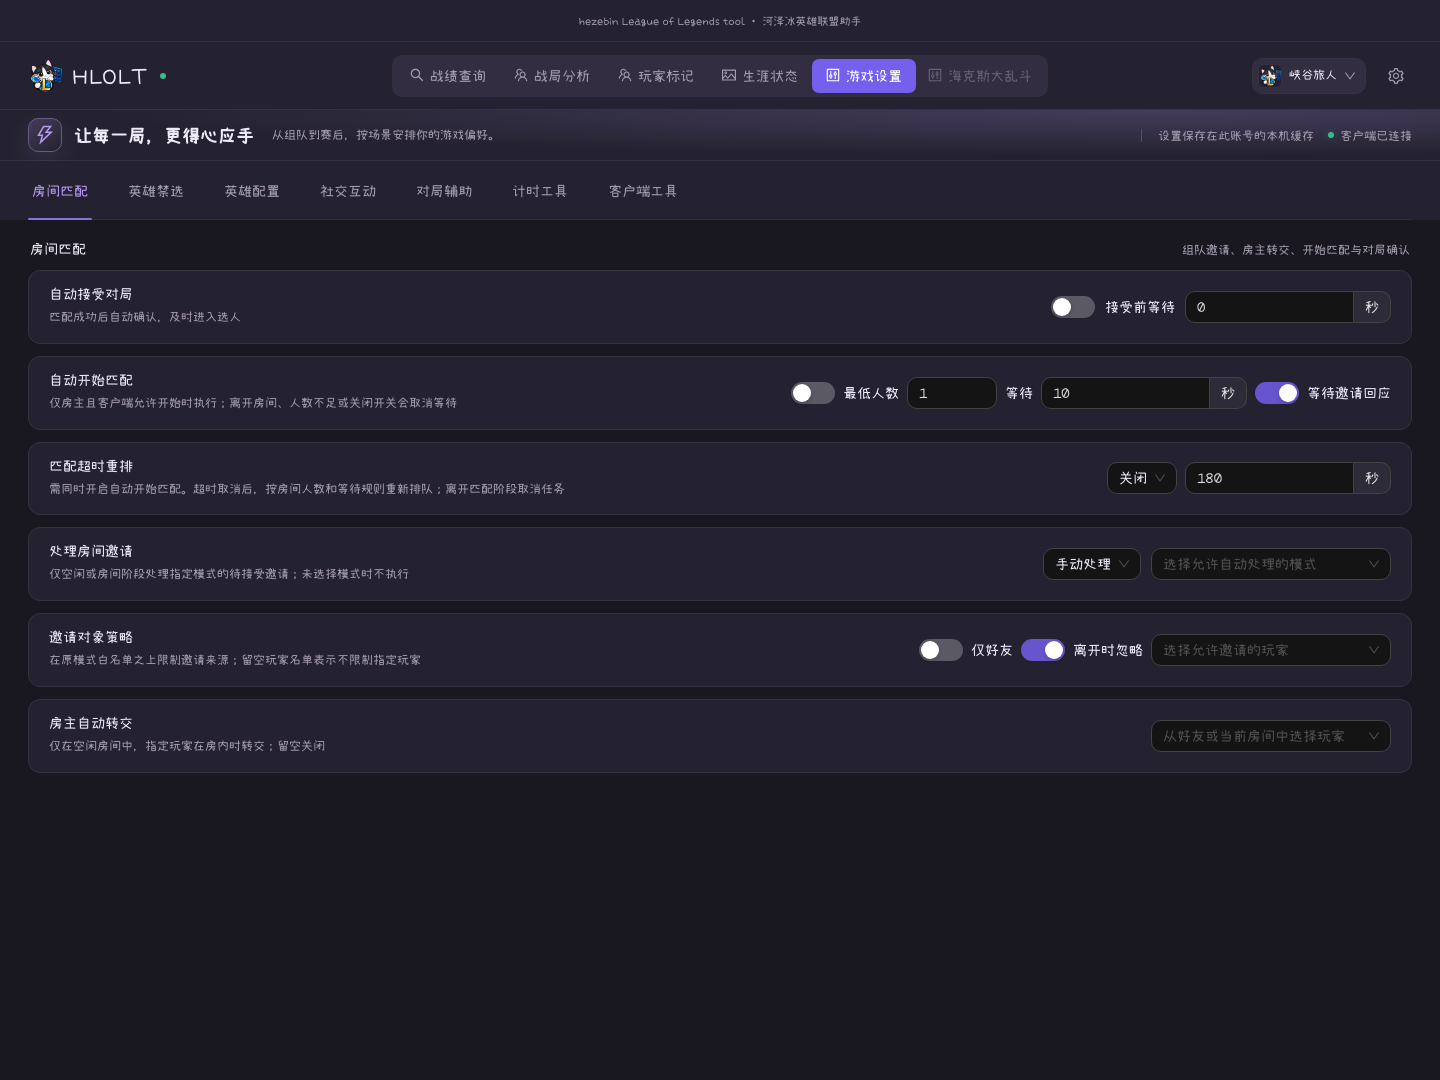 hezebin League of Legends tool • 河泽冰英雄联盟助手
HLOLT
战绩查询
战局分析
玩家标记
生涯状态
游戏设置
海克斯大乱斗
峡谷旅人
让每一局，更得心应手
从组队到赛后，按场景安排你的游戏偏好。
设置保存在此账号的本机缓存
客户端已连接
房间匹配
英雄禁选
英雄配置
社交互动
对局辅助
计时工具
客户端工具
房间匹配
组队邀请、房主转交、开始匹配与对局确认
自动接受对局
匹配成功后自动确认，及时进入选人
接受前等待 0 秒
自动开始匹配
仅房主且客户端允许开始时执行；离开房间、人数不足或关闭开关会取消等待
最低人数 1 等待 10 秒 等待邀请回应
匹配超时重排
需同时开启自动开始匹配。超时取消后，按房间人数和等待规则重新排队；离开匹配阶段取消任务
关闭 180 秒
处理房间邀请
仅空闲或房间阶段处理指定模式的待接受邀请；未选择模式时不执行
手动处理 选择允许自动处理的模式
邀请对象策略
在原模式白名单之上限制邀请来源；留空玩家名单表示不限制指定玩家
仅好友 离开时忽略 选择允许邀请的玩家
房主自动转交
仅在空闲房间中，指定玩家在房内时转交；留空关闭
从好友或当前房间中选择玩家